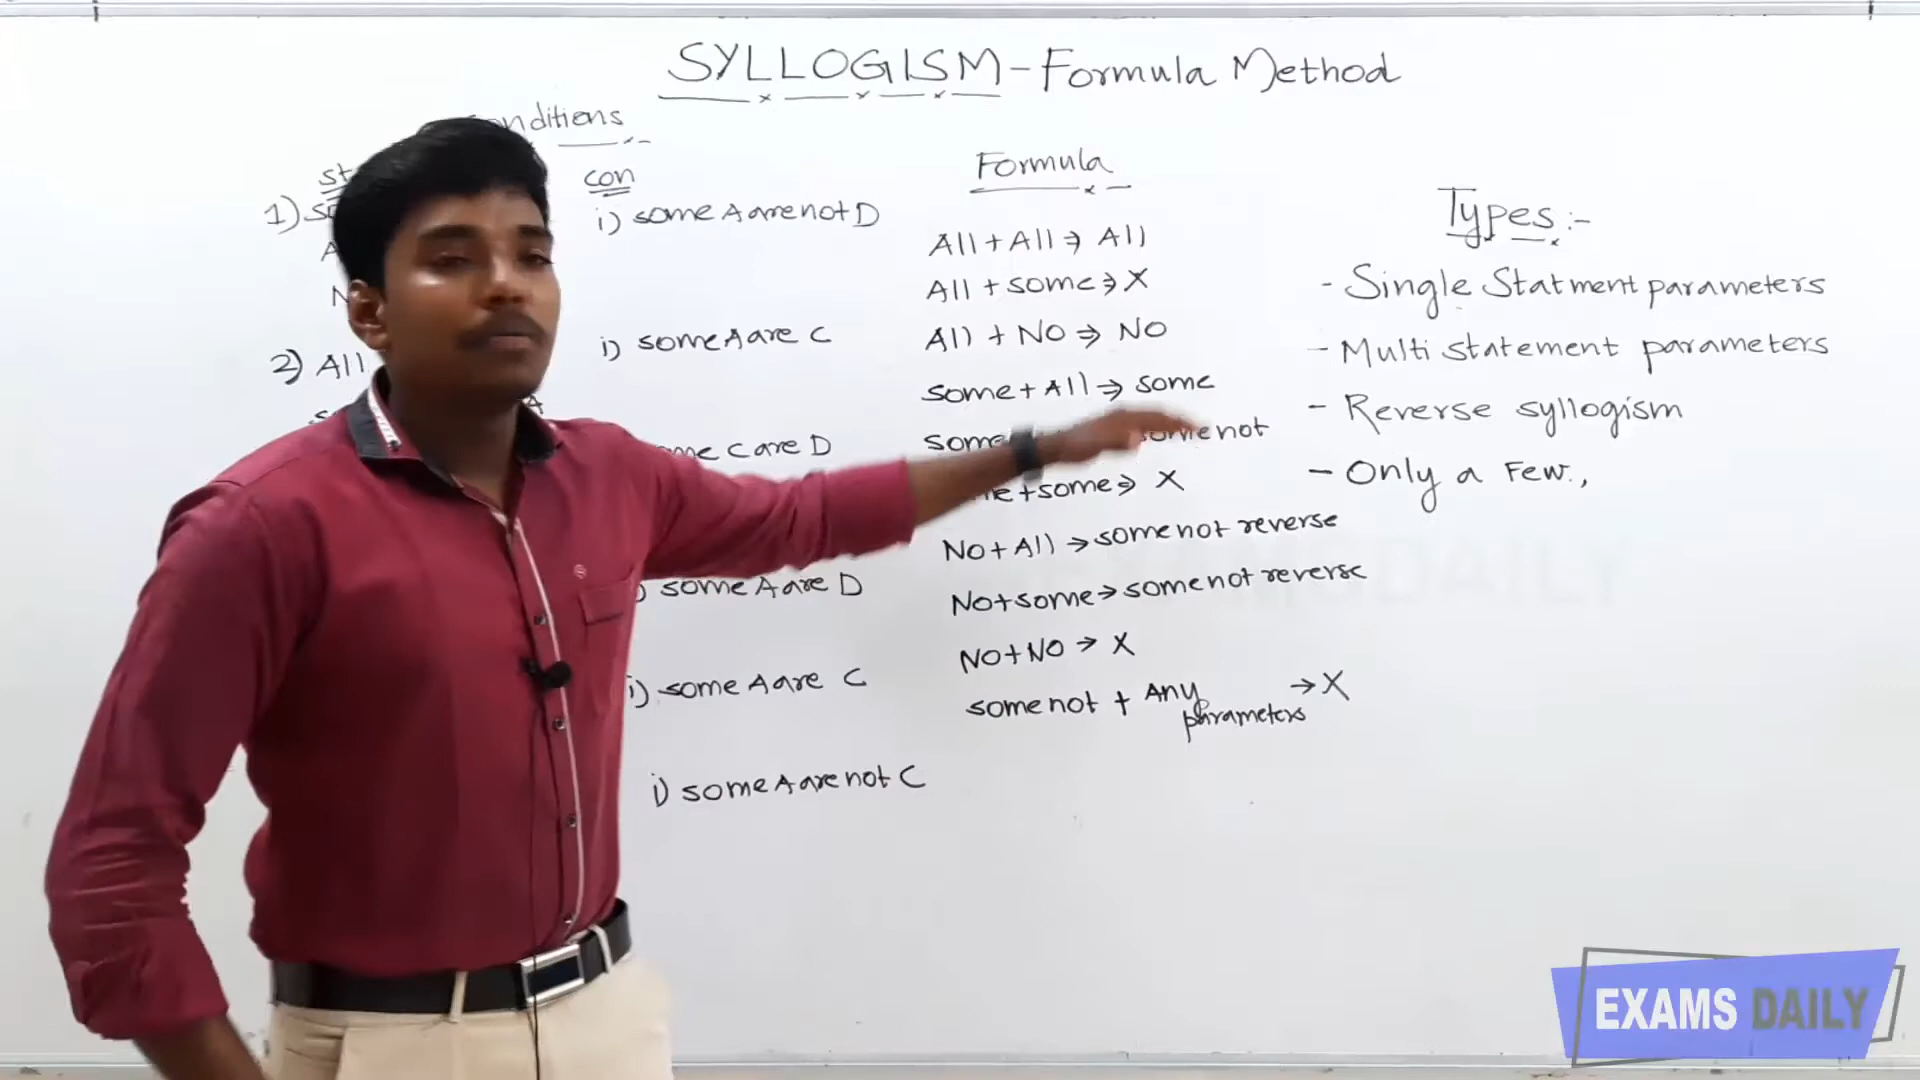 SYLLOGISM - Formula Method
con
i) some A are not D
1)
i) some A are C
2) All
care D
some A are D
i) some A are C
i) some A are not C
Formula
All + All ⇒ All
All + some ⇒ X
All + NO ⇒ NO
some + All ⇒ some
some not
+some ⇒ X
No + All → some not reverse
No+some → some not reverse
No+No → X
some not + Any parameters → X
Types :-
- Single Statment parameters
- Multi statement parameters
- Reverse syllogism
- Only a Few.,
EXAMS DAILY